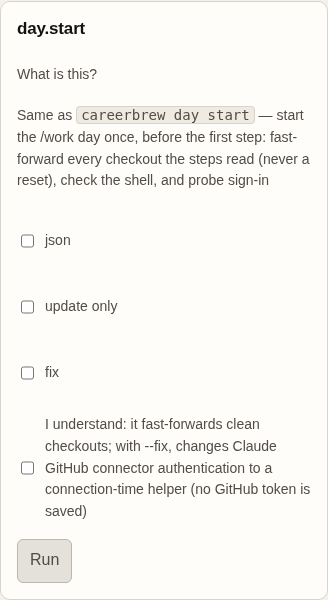 day.start
What is this?
Same as careerbrew day start — start
the /work day once, before the first step: fast-
forward every checkout the steps read (never a
reset), check the shell, and probe sign-in
json
update only
fix
I understand: it fast-forwards clean
checkouts; with --fix, changes Claude
GitHub connector authentication to a
connection-time helper (no GitHub token is
saved)
Run